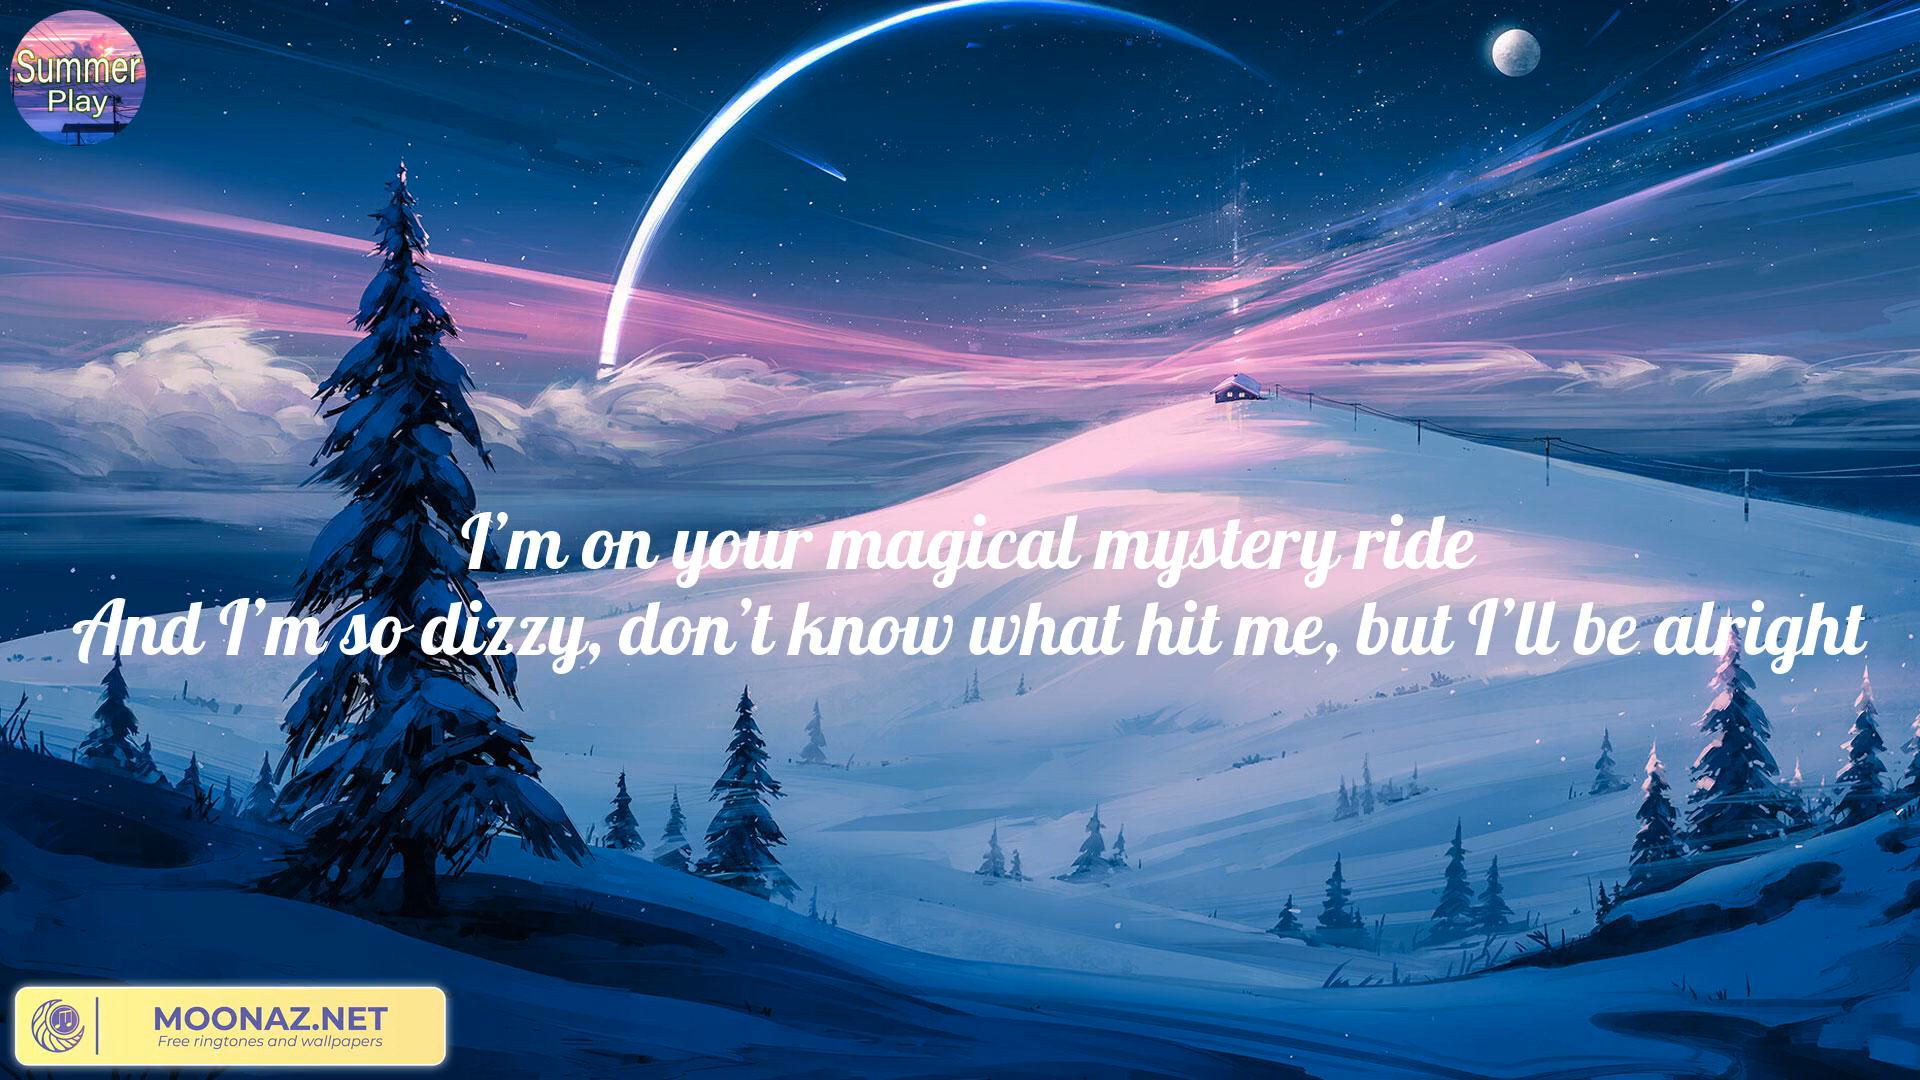 Summer
Play
I’m on your magical mystery ride
And I’m so dizzy, don’t know what hit me, but I’ll be alright
MOONAZ.NET
Free ringtones and wallpapers